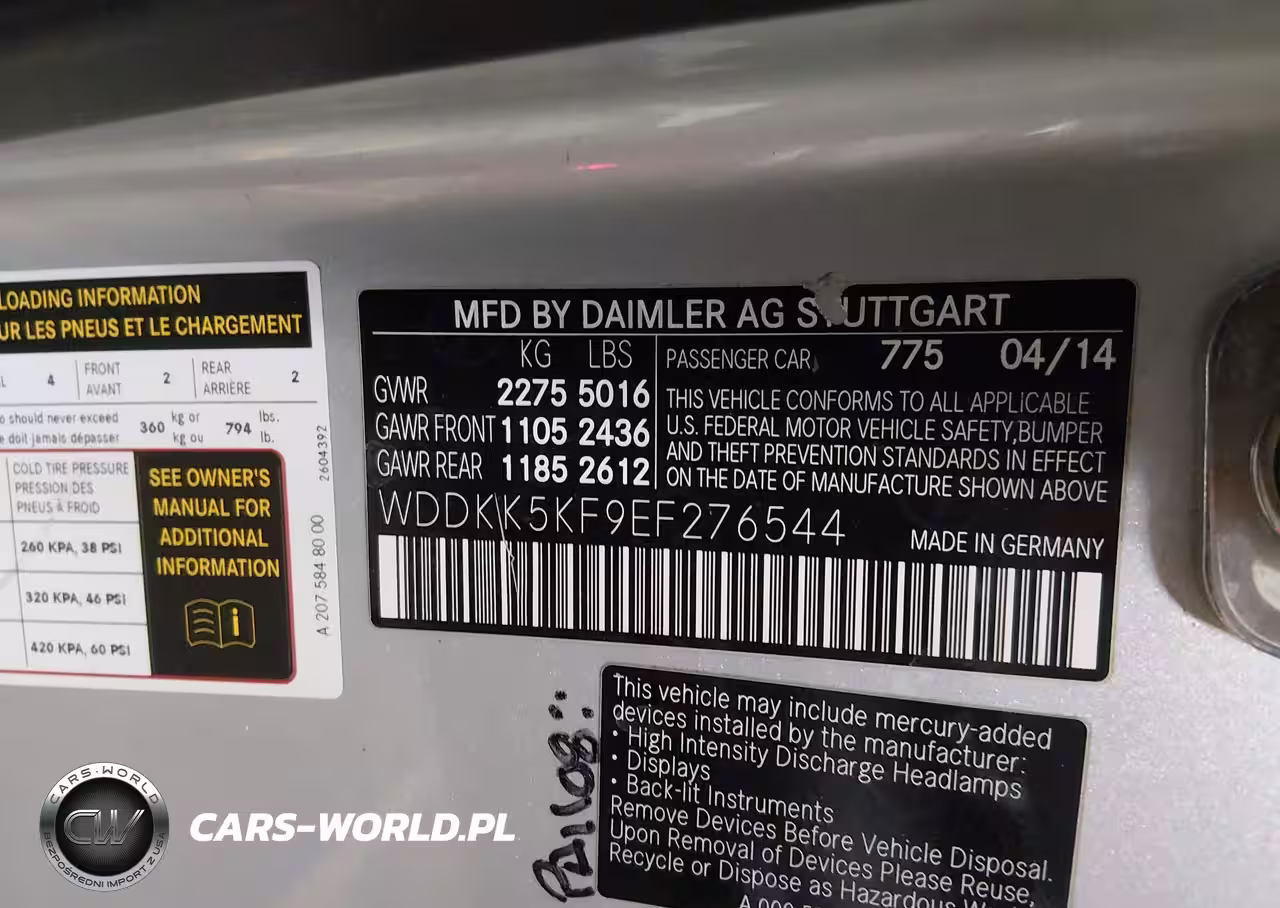 LOADING INFORMATION
UR LES PNEUS ET LE CHARGEMENT
L 4 FRONT AVANT 2 REAR ARRIÈRE 2
o should never exceed 360 kg or 794 lbs.
e doit jamais dépasser kg ou lb.
COLD TIRE PRESSURE
PRESSION DES
PNEUS À FROID
260 KPA, 38 PSI
320 KPA, 46 PSI
420 KPA, 60 PSI
SEE OWNER'S
MANUAL FOR
ADDITIONAL
INFORMATION
2604392
A 207 584 80 00
MFD BY DAIMLER AG STUTTGART
KG LBS
GVWR 2275 5016
GAWR FRONT 1105 2436
GAWR REAR 1185 2612
PASSENGER CAR 775 04/14
THIS VEHICLE CONFORMS TO ALL APPLICABLE
U.S. FEDERAL MOTOR VEHICLE SAFETY,BUMPER
AND THEFT PREVENTION STANDARDS IN EFFECT
ON THE DATE OF MANUFACTURE SHOWN ABOVE
WDDKK5KF9EF276544
MADE IN GERMANY
This vehicle may include mercury-added
devices installed by the manufacturer:
• High Intensity Discharge Headlamps
• Displays
• Back-lit Instruments
Remove Devices Before Vehicle Disposal.
Upon Removal of Devices Please Reuse,
Recycle or Dispose as Hazardous
CARS-WORLD
CW
BEZPOŚREDNI IMPORT Z USA
CARS-WORLD.PL